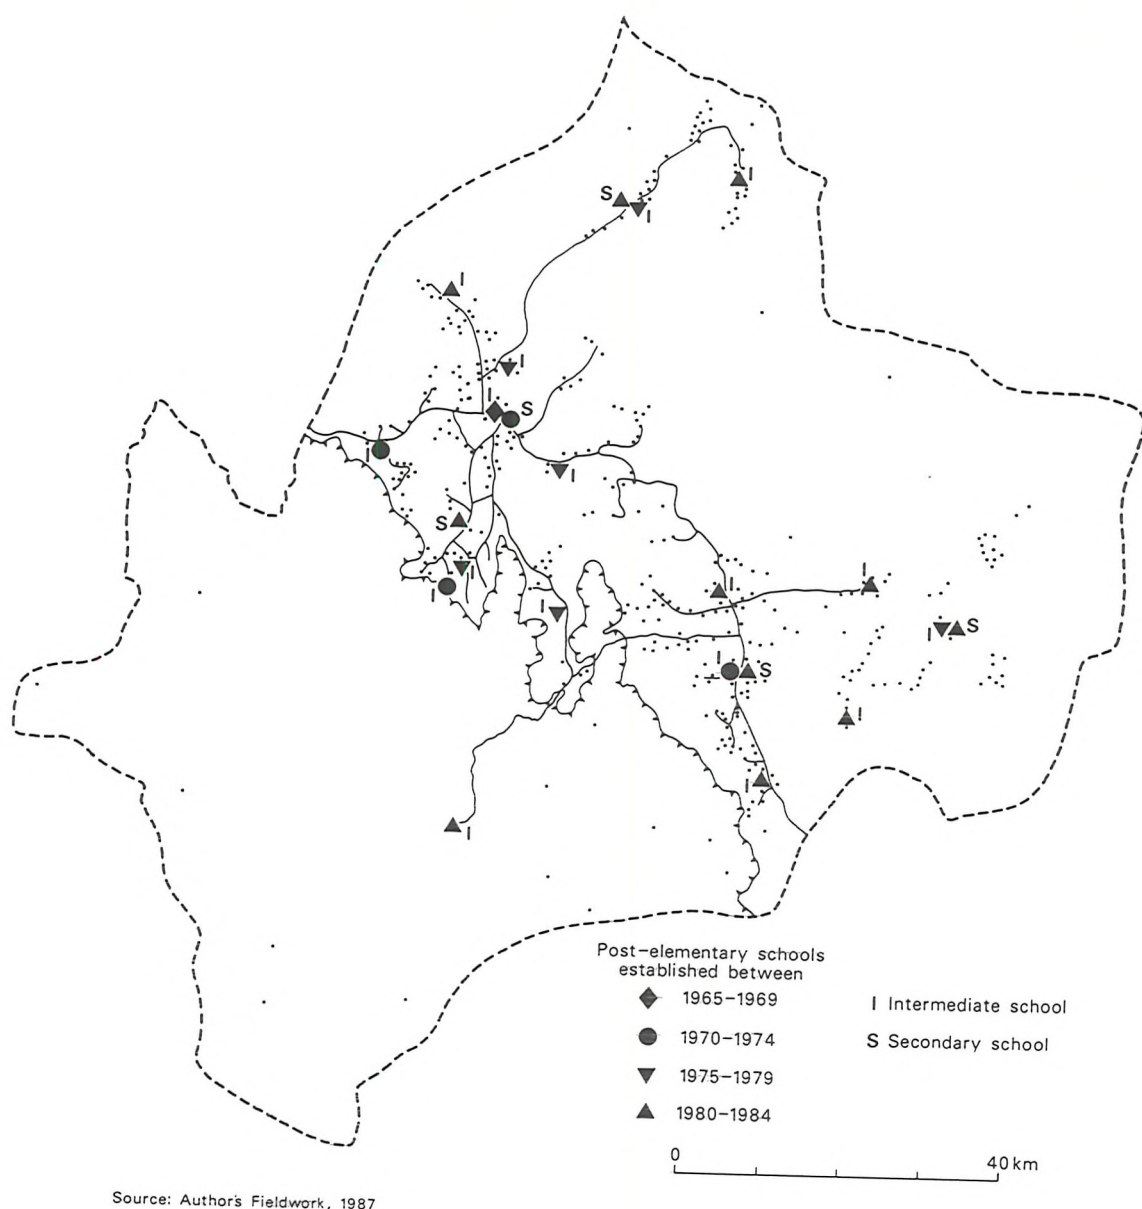 S
I
I
I
I
I
S
I
I
S
I
I
I
I
I
I
S
I
S
I
I
I
Post-elementary schools
established between
1965-1969
1970-1974
1975-1979
1980-1984
I Intermediate school
S Secondary school
0 40 km
Source: Author's Fieldwork, 1987